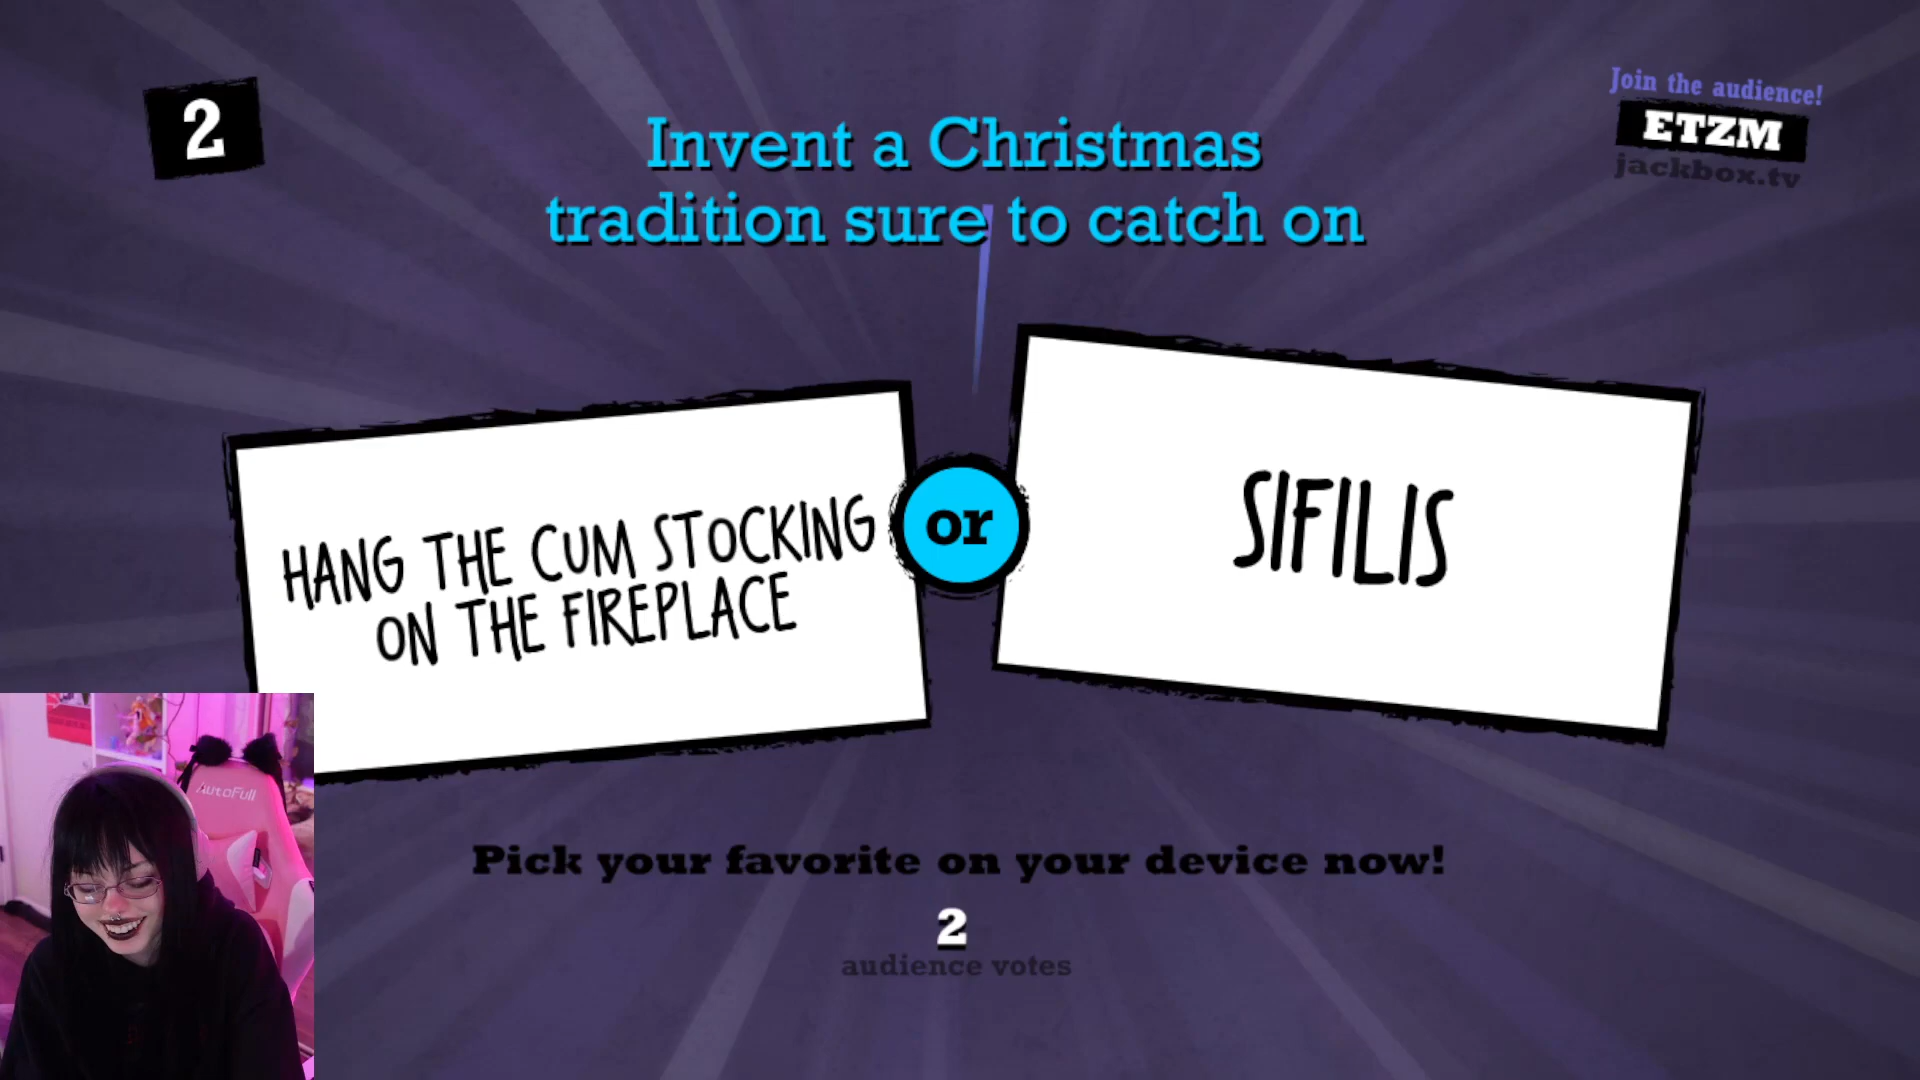 2
Join the audience!
ETZM
jackbox.tv
Invent a Christmas
tradition sure to catch on
HANG THE CUM STOCKING
ON THE FIREPLACE
or
SIFILIS
AutoFull
Pick your favorite on your device now!
2
audience votes